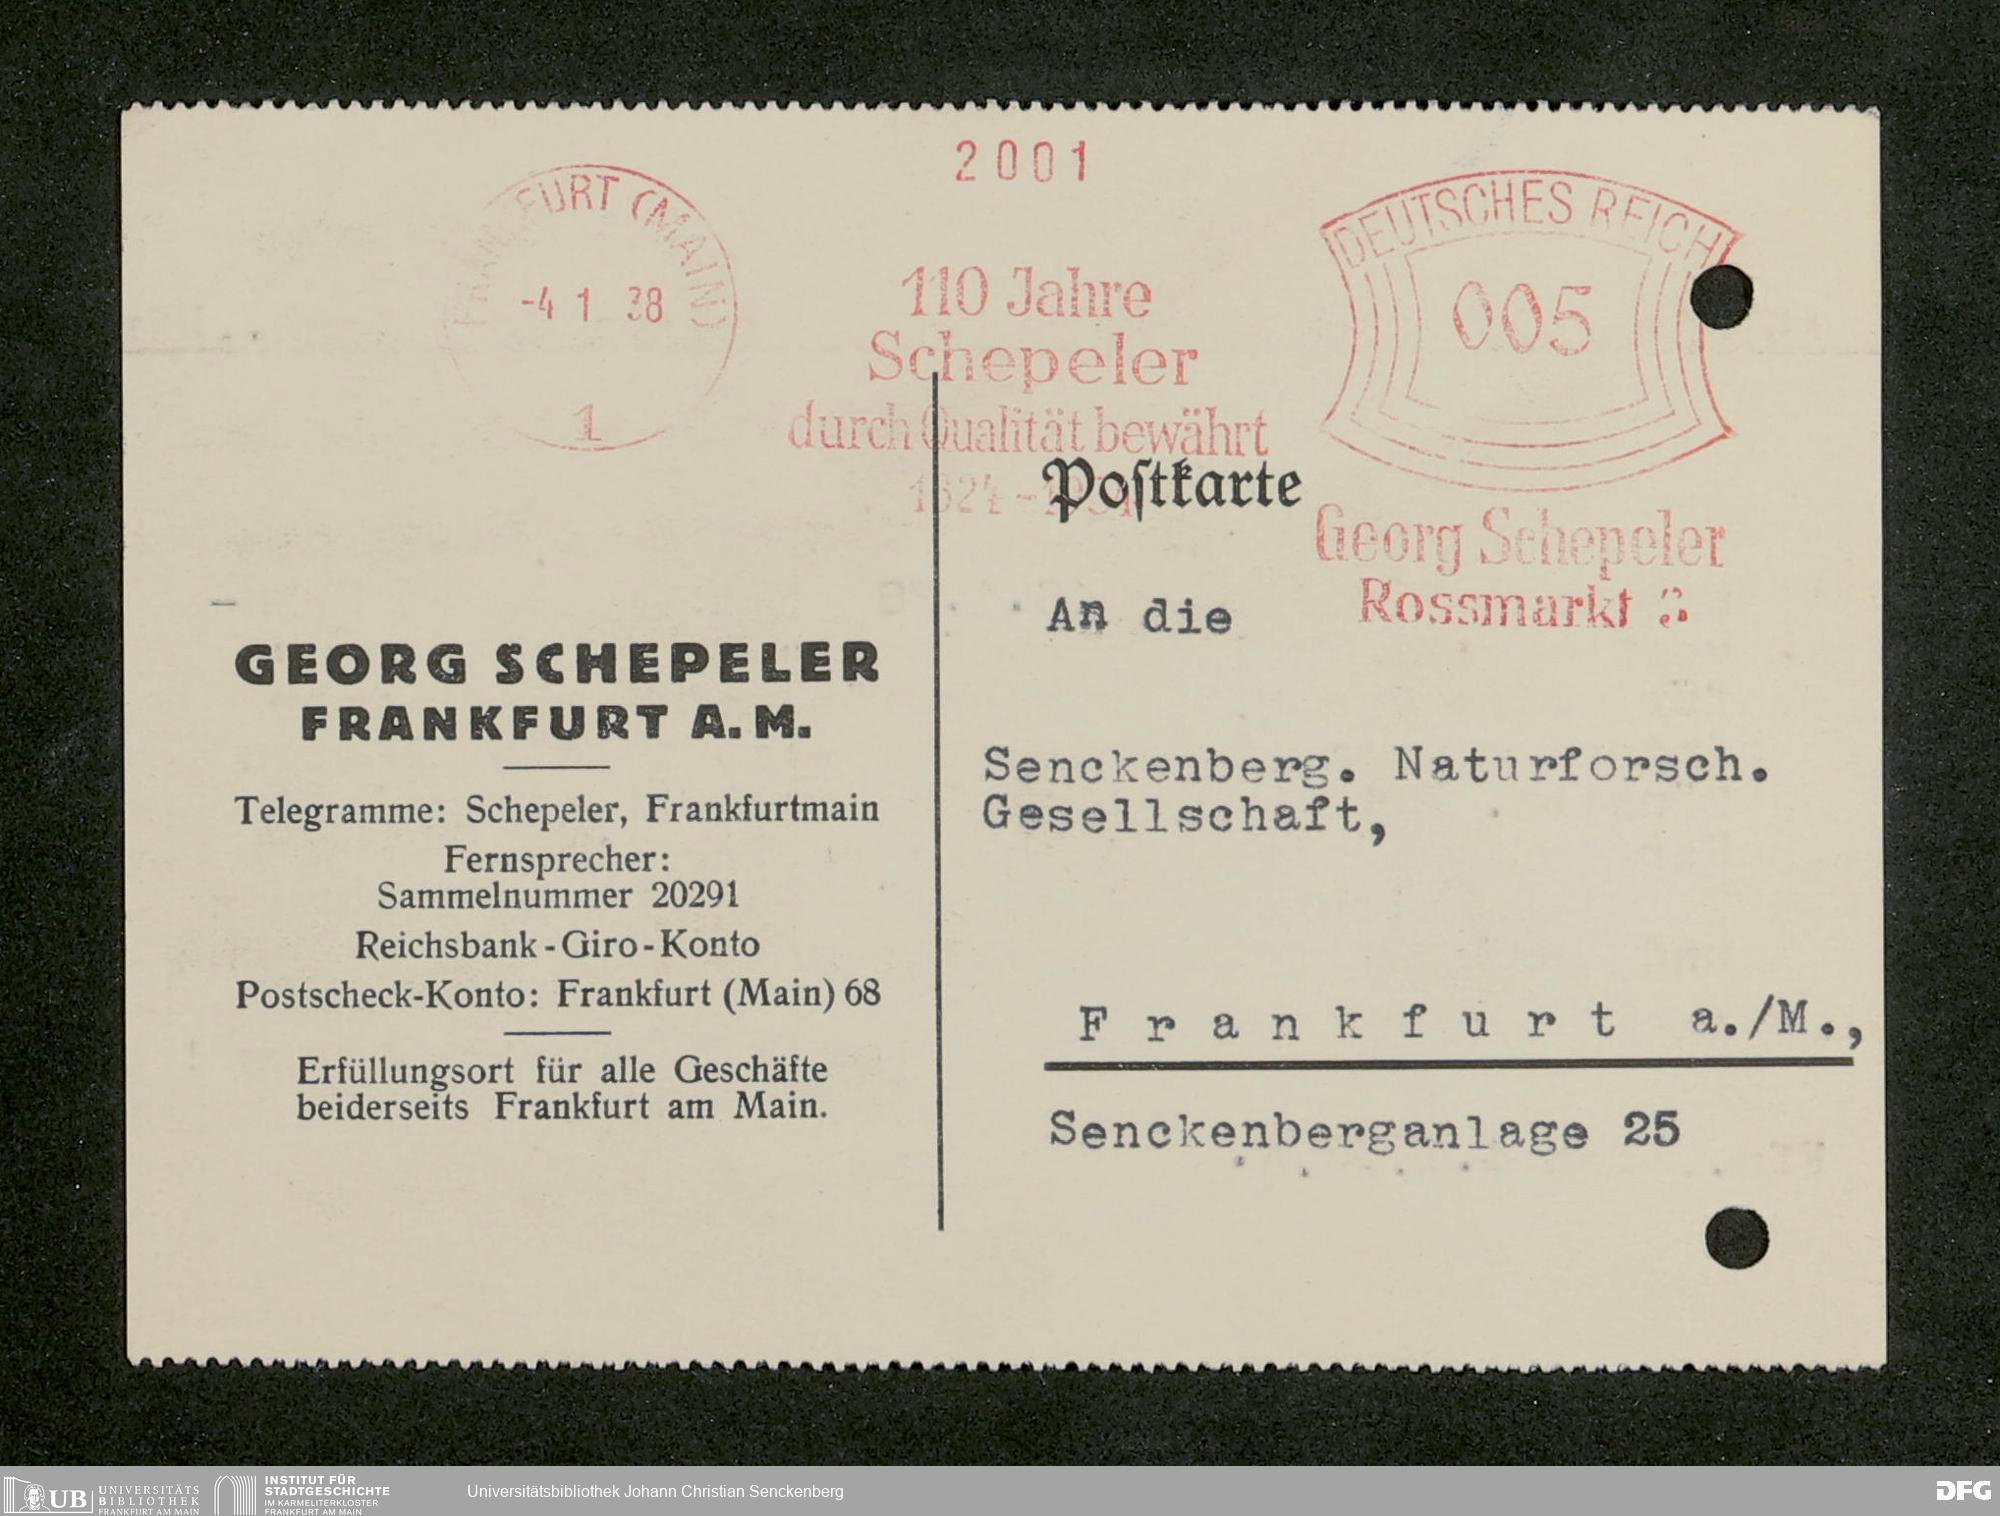 2001
FRANKFURT (MAIN)
-4 1 38
1
110 Jahre
Schepeler
durch Qualität bewährt
1824 - 1934
DEUTSCHES REICH
005
Georg Schepeler
Rossmarkt
Poſtkarte
GEORG SCHEPELER
FRANKFURT A. M.
Telegramme: Schepeler, Frankfurtmain
Fernsprecher:
Sammelnummer 20291
Reichsbank-Giro-Konto
Postscheck-Konto: Frankfurt (Main) 68
Erfüllungsort für alle Geschäfte
beiderseits Frankfurt am Main.
An die
Senckenberg. Naturforsch.
Gesellschaft,
F r a n k f u r t a./M.,
Senckenberganlage 25
UB UNIVERSITÄTS
BIBLIOTHEK
FRANKFURT AM MAIN
INSTITUT FÜR
STADTGESCHICHTE
IM KARMELITERKLOSTER
FRANKFURT AM MAIN
Universitätsbibliothek Johann Christian Senckenberg
DFG